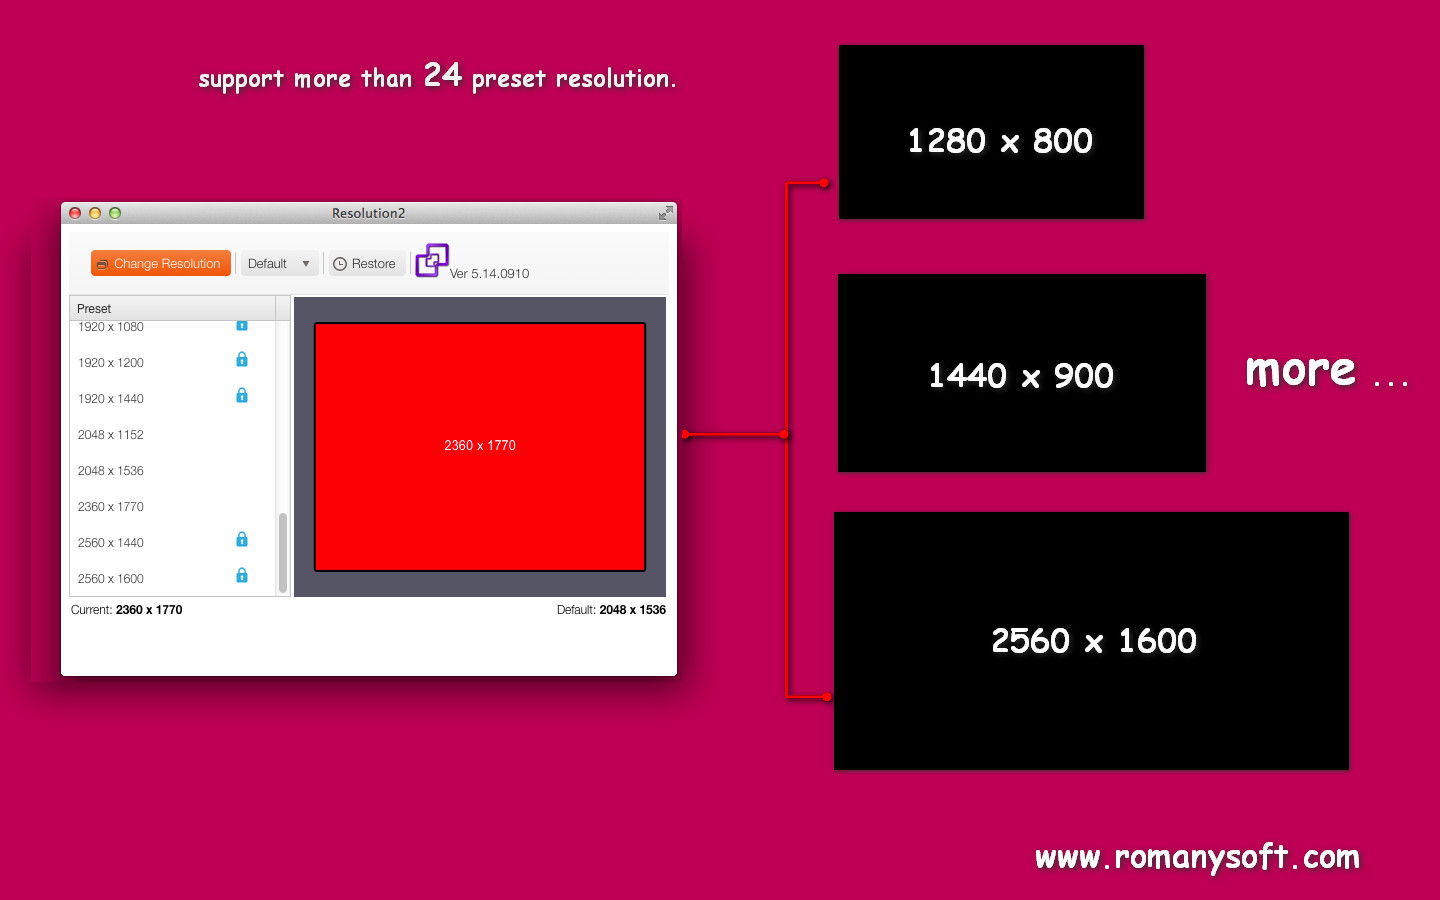 support more than 24 preset resolution.
Resolution2
Change Resolution
Default
Restore
Ver 5.14.0910
Preset
1920 x 1080
1920 x 1200
1920 x 1440
2048 x 1152
2048 x 1536
2360 x 1770
2560 x 1440
2560 x 1600
2360 x 1770
Current: 2360 x 1770
Default: 2048 x 1536
1280 x 800
1440 x 900
more ...
2560 x 1600
www.romanysoft.com